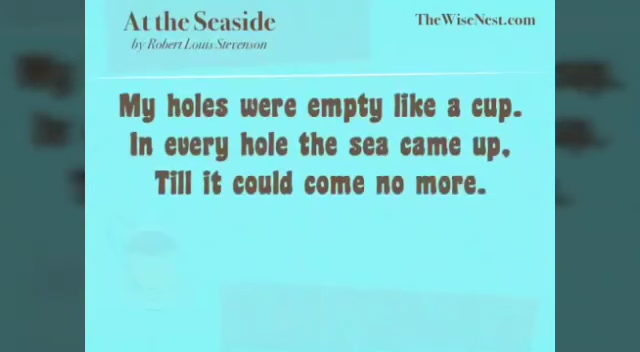 At the Seaside
TheWiseNest.com
by Robert Louis Stevenson
My holes were empty like a cup.
In every hole the sea came up,
Till it could come no more.